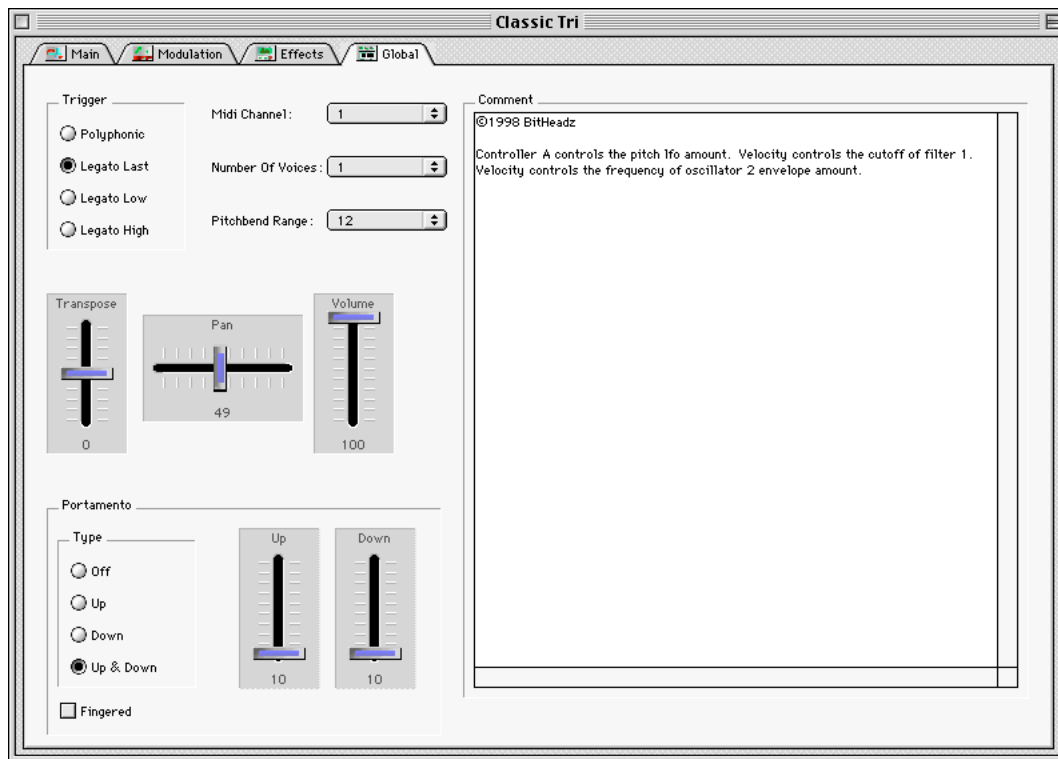 Classic Tri
Main
Modulation
Effects
Global
Trigger
Polyphonic
Legato Last
Legato Low
Legato High
Midi Channel: 1
Number Of Voices: 1
Pitchbend Range: 12
Transpose
0
Pan
49
Volume
100
Portamento
Type
Off
Up
Down
Up & Down
Fingered
Up
10
Down
10
Comment
©1998 BitHeadz
Controller A controls the pitch lfo amount.  Velocity controls the cutoff of filter 1.
Velocity controls the frequency of oscillator 2 envelope amount.